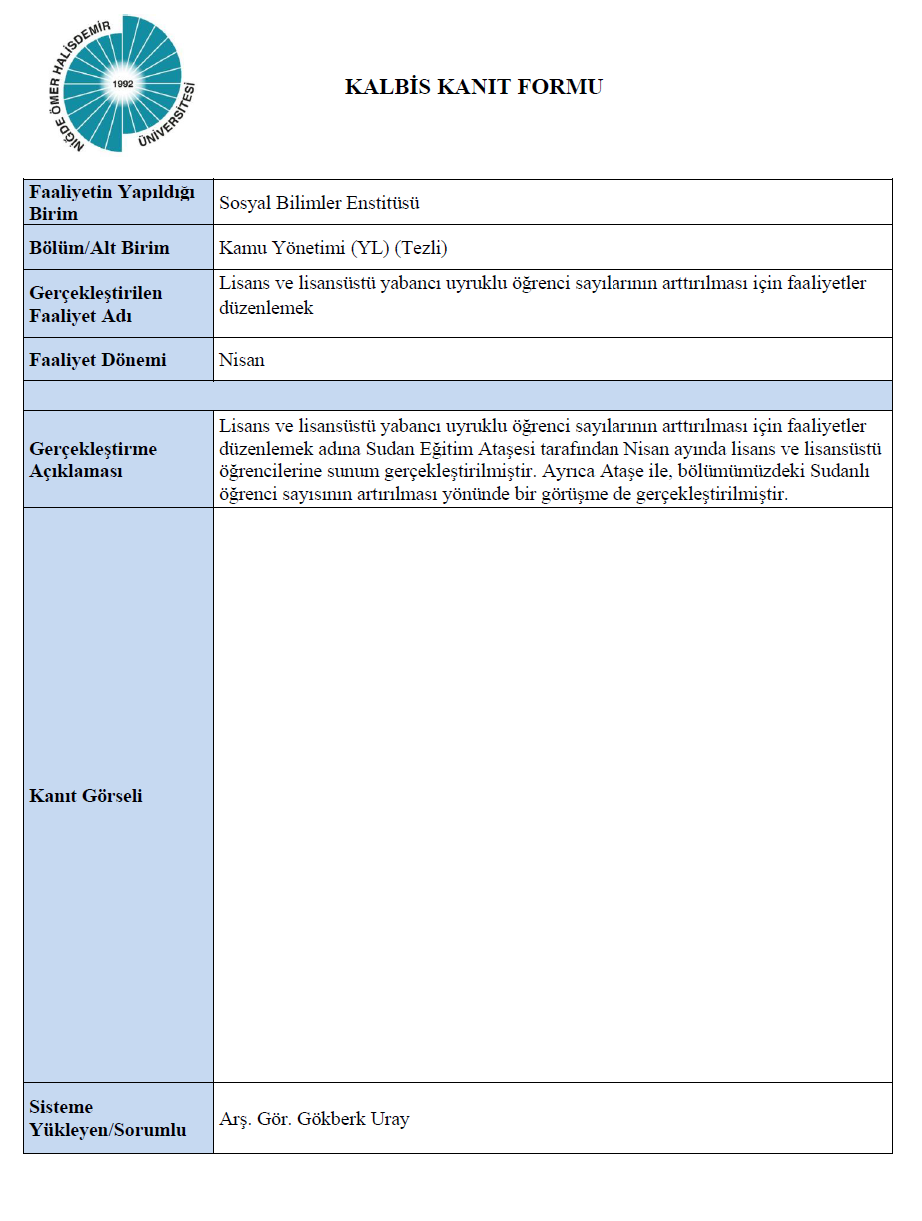 NİĞDE ÖMER HALİSDEMİR
ÜNİVERSİTESİ
1992
KALBİS KANIT FORMU
Faaliyetin Yapıldığı
Birim
Sosyal Bilimler Enstitüsü
Bölüm/Alt Birim
Kamu Yönetimi (YL) (Tezli)
Gerçekleştirilen
Faaliyet Adı
Lisans ve lisansüstü yabancı uyruklu öğrenci sayılarının arttırılması için faaliyetler
düzenlemek
Faaliyet Dönemi
Nisan
Gerçekleştirme
Açıklaması
Lisans ve lisansüstü yabancı uyruklu öğrenci sayılarının arttırılması için faaliyetler
düzenlemek adına Sudan Eğitim Ataşesi tarafından Nisan ayında lisans ve lisansüstü
öğrencilerine sunum gerçekleştirilmiştir. Ayrıca Ataşe ile, bölümümüzdeki Sudanlı
öğrenci sayısının artırılması yönünde bir görüşme de gerçekleştirilmiştir.
Kanıt Görseli
Sisteme
Yükleyen/Sorumlu
Arş. Gör. Gökberk Uray